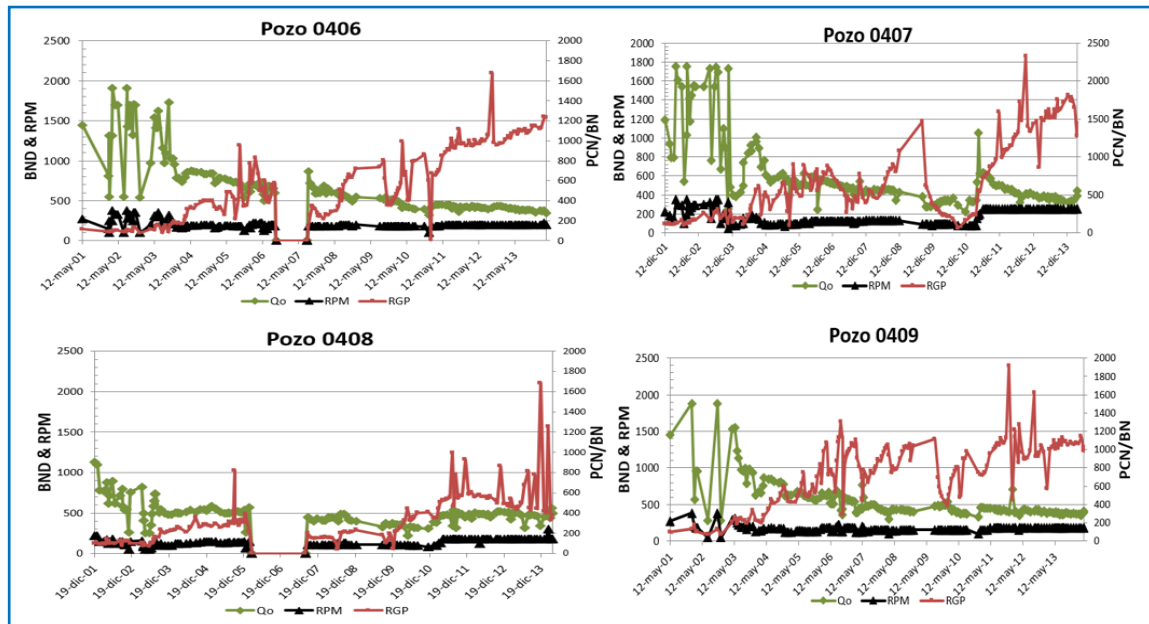 Pozo 0406
2500
2000
1500
1000
500
0
BND & RPM
2000
1800
1600
1400
1200
1000
800
600
400
200
0
PCN/BN
12-may-01
12-may-02
12-may-03
12-may-04
12-may-05
12-may-06
12-may-07
12-may-08
12-may-09
12-may-10
12-may-11
12-may-12
12-may-13
Qo RPM RGP
Pozo 0407
2000
1800
1600
1400
1200
1000
800
600
400
200
0
BND & RPM
2500
2000
1500
1000
500
0
PCN/BN
12-dic-01
12-dic-02
12-dic-03
12-dic-04
12-dic-05
12-dic-06
12-dic-07
12-dic-08
12-dic-09
12-dic-10
12-dic-11
12-dic-12
12-dic-13
Qo RPM RGP
Pozo 0408
2500
2000
1500
1000
500
0
BND & RPM
2000
1800
1600
1400
1200
1000
800
600
400
200
0
PCN/BN
19-dic-01
19-dic-02
19-dic-03
19-dic-04
19-dic-05
19-dic-06
19-dic-07
19-dic-08
19-dic-09
19-dic-10
19-dic-11
19-dic-12
19-dic-13
Qo RPM RGP
Pozo 0409
2500
2000
1500
1000
500
0
BND & RPM
2000
1800
1600
1400
1200
1000
800
600
400
200
0
PCN/BN
12-may-01
12-may-02
12-may-03
12-may-04
12-may-05
12-may-06
12-may-07
12-may-08
12-may-09
12-may-10
12-may-11
12-may-12
12-may-13
Qo RPM RGP